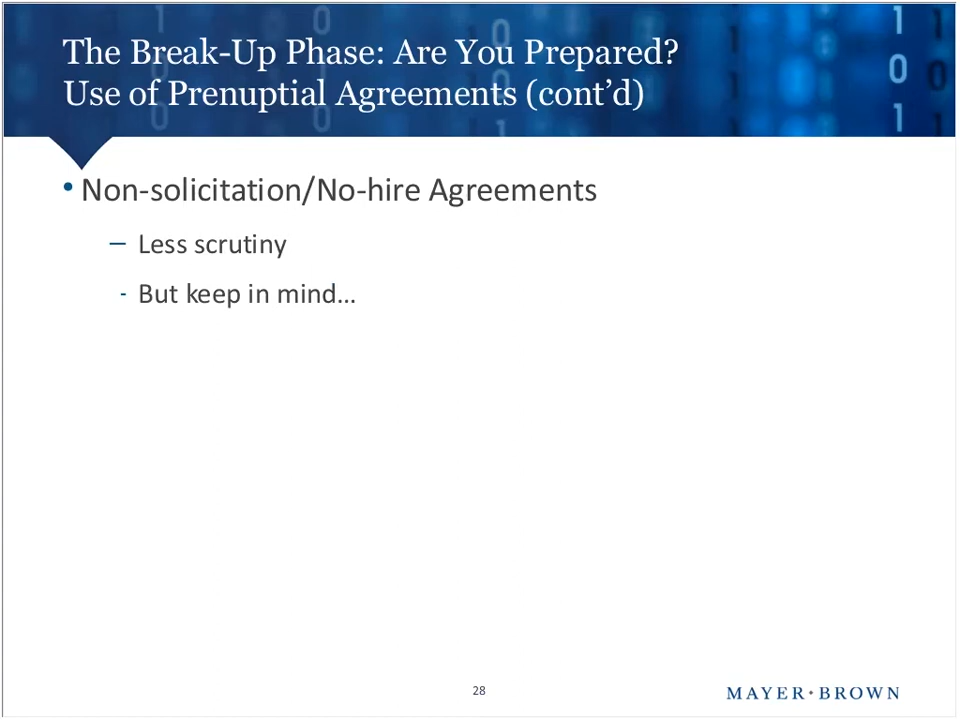 The Break-Up Phase: Are You Prepared?
Use of Prenuptial Agreements (cont’d)
• Non-solicitation/No-hire Agreements
– Less scrutiny
- But keep in mind…
28
MAYER•BROWN